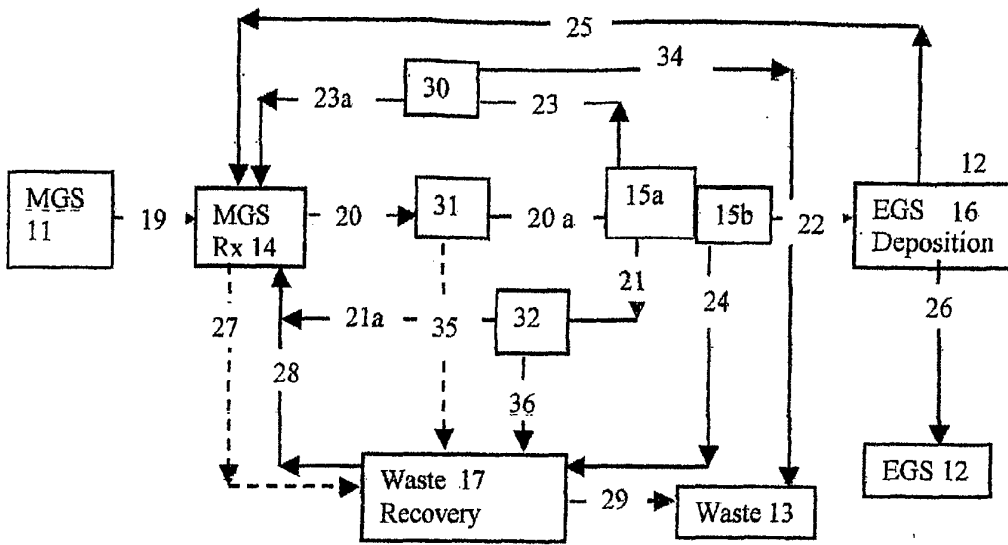 25
34
23a
30
23
12
MGS
11
19
MGS
Rx 14
20
31
20 a
15a
15b
22
EGS 16
Deposition
27
21a
35
32
21
24
26
28
36
Waste 17
Recovery
29
Waste 13
EGS 12